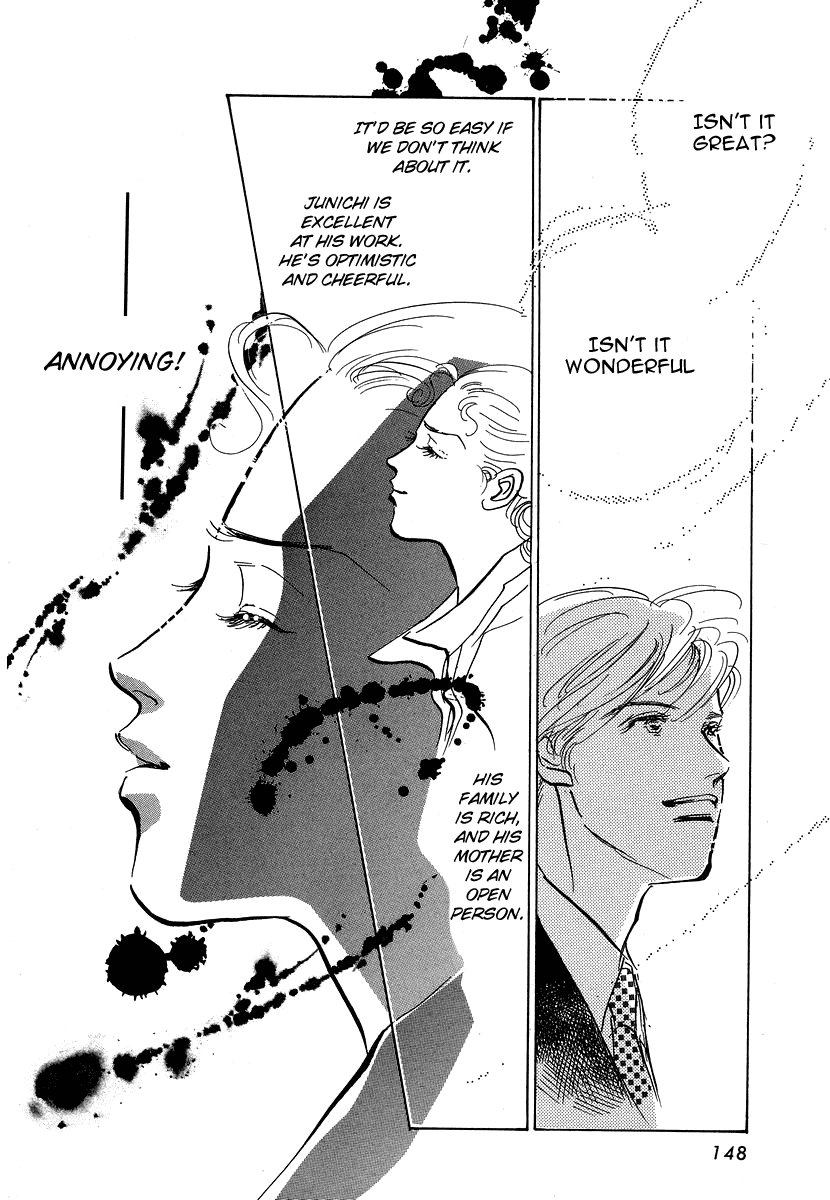 ISN'T IT
GREAT?
ISN'T IT
WONDERFUL
IT'D BE SO EASY IF
WE DON'T THINK
ABOUT IT.
JUNICHI IS
EXCELLENT
AT HIS WORK.
HE'S OPTIMISTIC
AND CHEERFUL.
HIS
FAMILY
IS RICH,
AND HIS
MOTHER
IS AN
OPEN
PERSON.
ANNOYING!
148